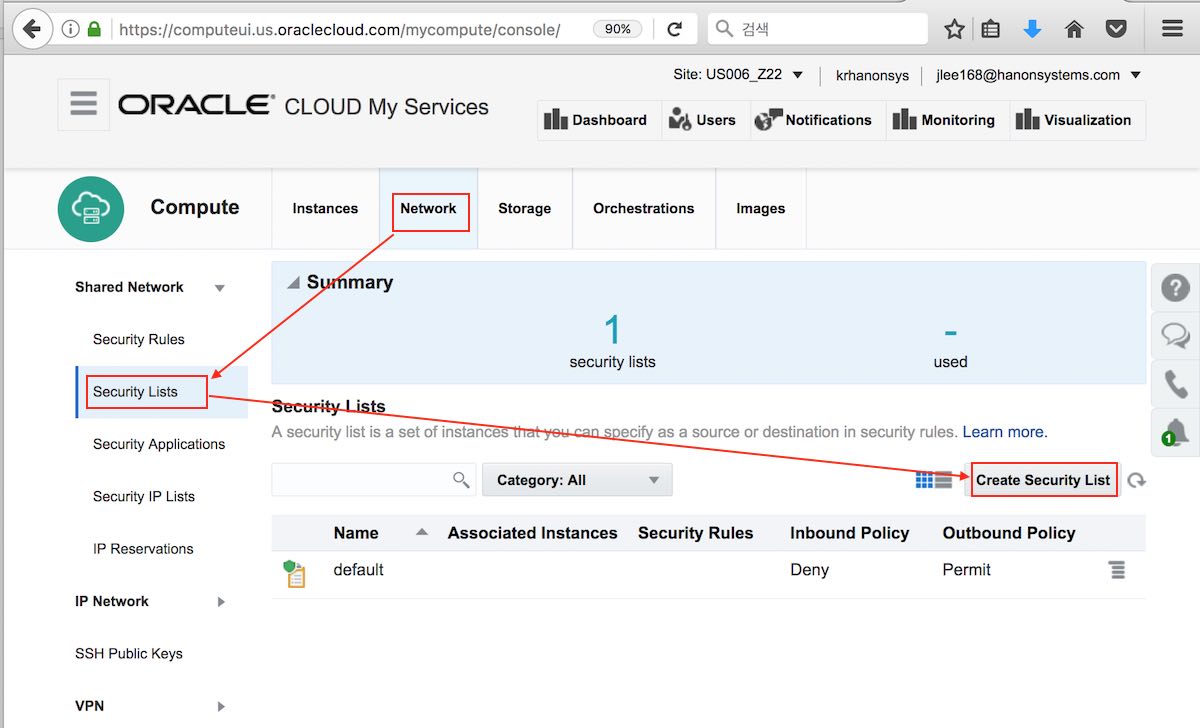 https://computeui.us.oraclecloud.com/mycompute/console/ 90% 검색
Site: US006_Z22 krhanonsys jlee168@hanonsystems.com
ORACLE CLOUD My Services
Dashboard Users Notifications Monitoring Visualization
Compute Instances Network Storage Orchestrations Images
Shared Network
Security Rules
Security Lists
Security Applications
Security IP Lists
IP Reservations
IP Network
SSH Public Keys
VPN
Summary
1 -
security lists used
Security Lists
A security list is a set of instances that you can specify as a source or destination in security rules. Learn more.
Category: All Create Security List
Name Associated Instances Security Rules Inbound Policy Outbound Policy
default Deny Permit
?
1